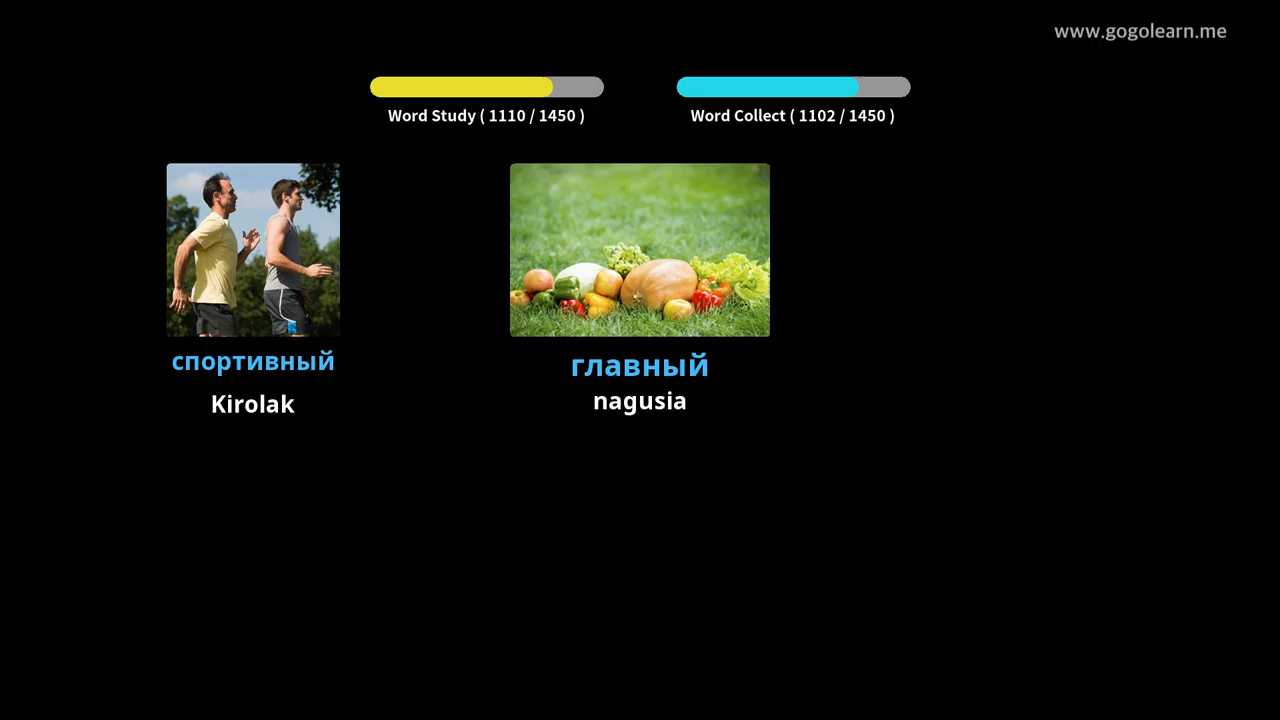 www.gogolearn.me
Word Study ( 1110 / 1450 )
Word Collect ( 1102 / 1450 )
спортивный
Kirolak
главный
nagusia